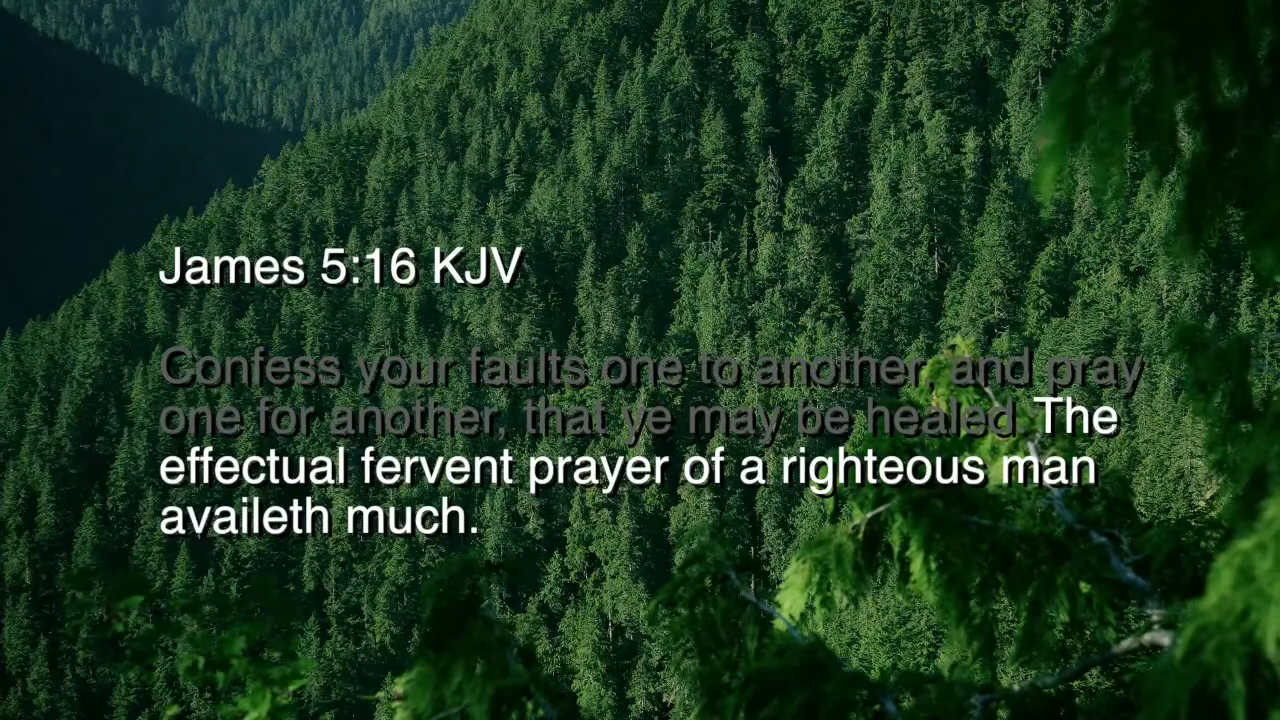 James 5:16 KJV
Confess your faults one to another, and pray
one for another, that ye may be healed. The
effectual fervent prayer of a righteous man
availeth much.